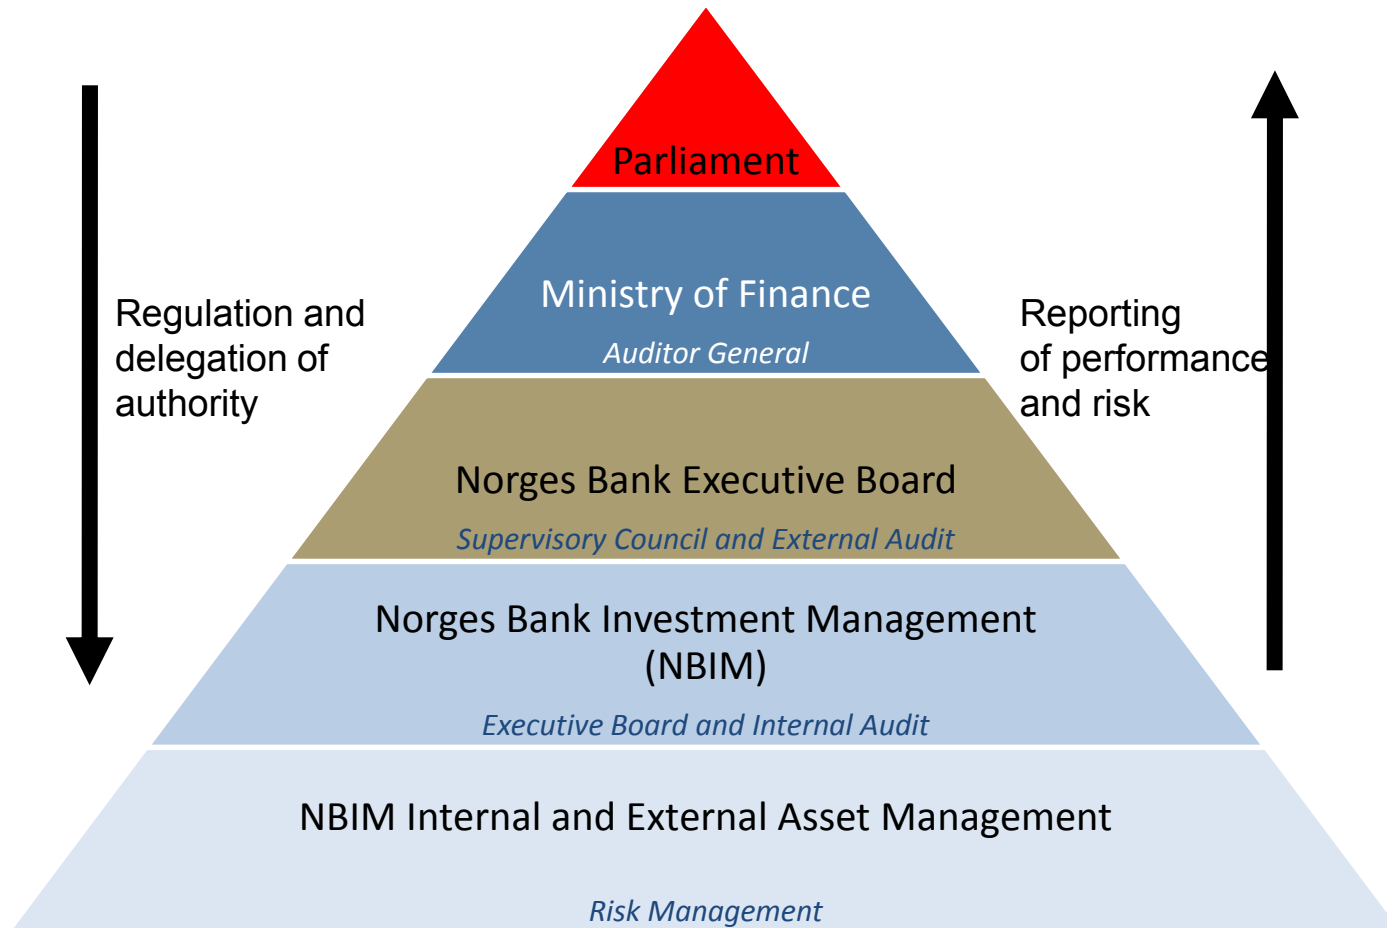 Parliament
Ministry of Finance
Auditor General
Regulation and
delegation of
authority
Reporting
of performance
and risk
Norges Bank Executive Board
Supervisory Council and External Audit
Norges Bank Investment Management
(NBIM)
Executive Board and Internal Audit
NBIM Internal and External Asset Management
Risk Management